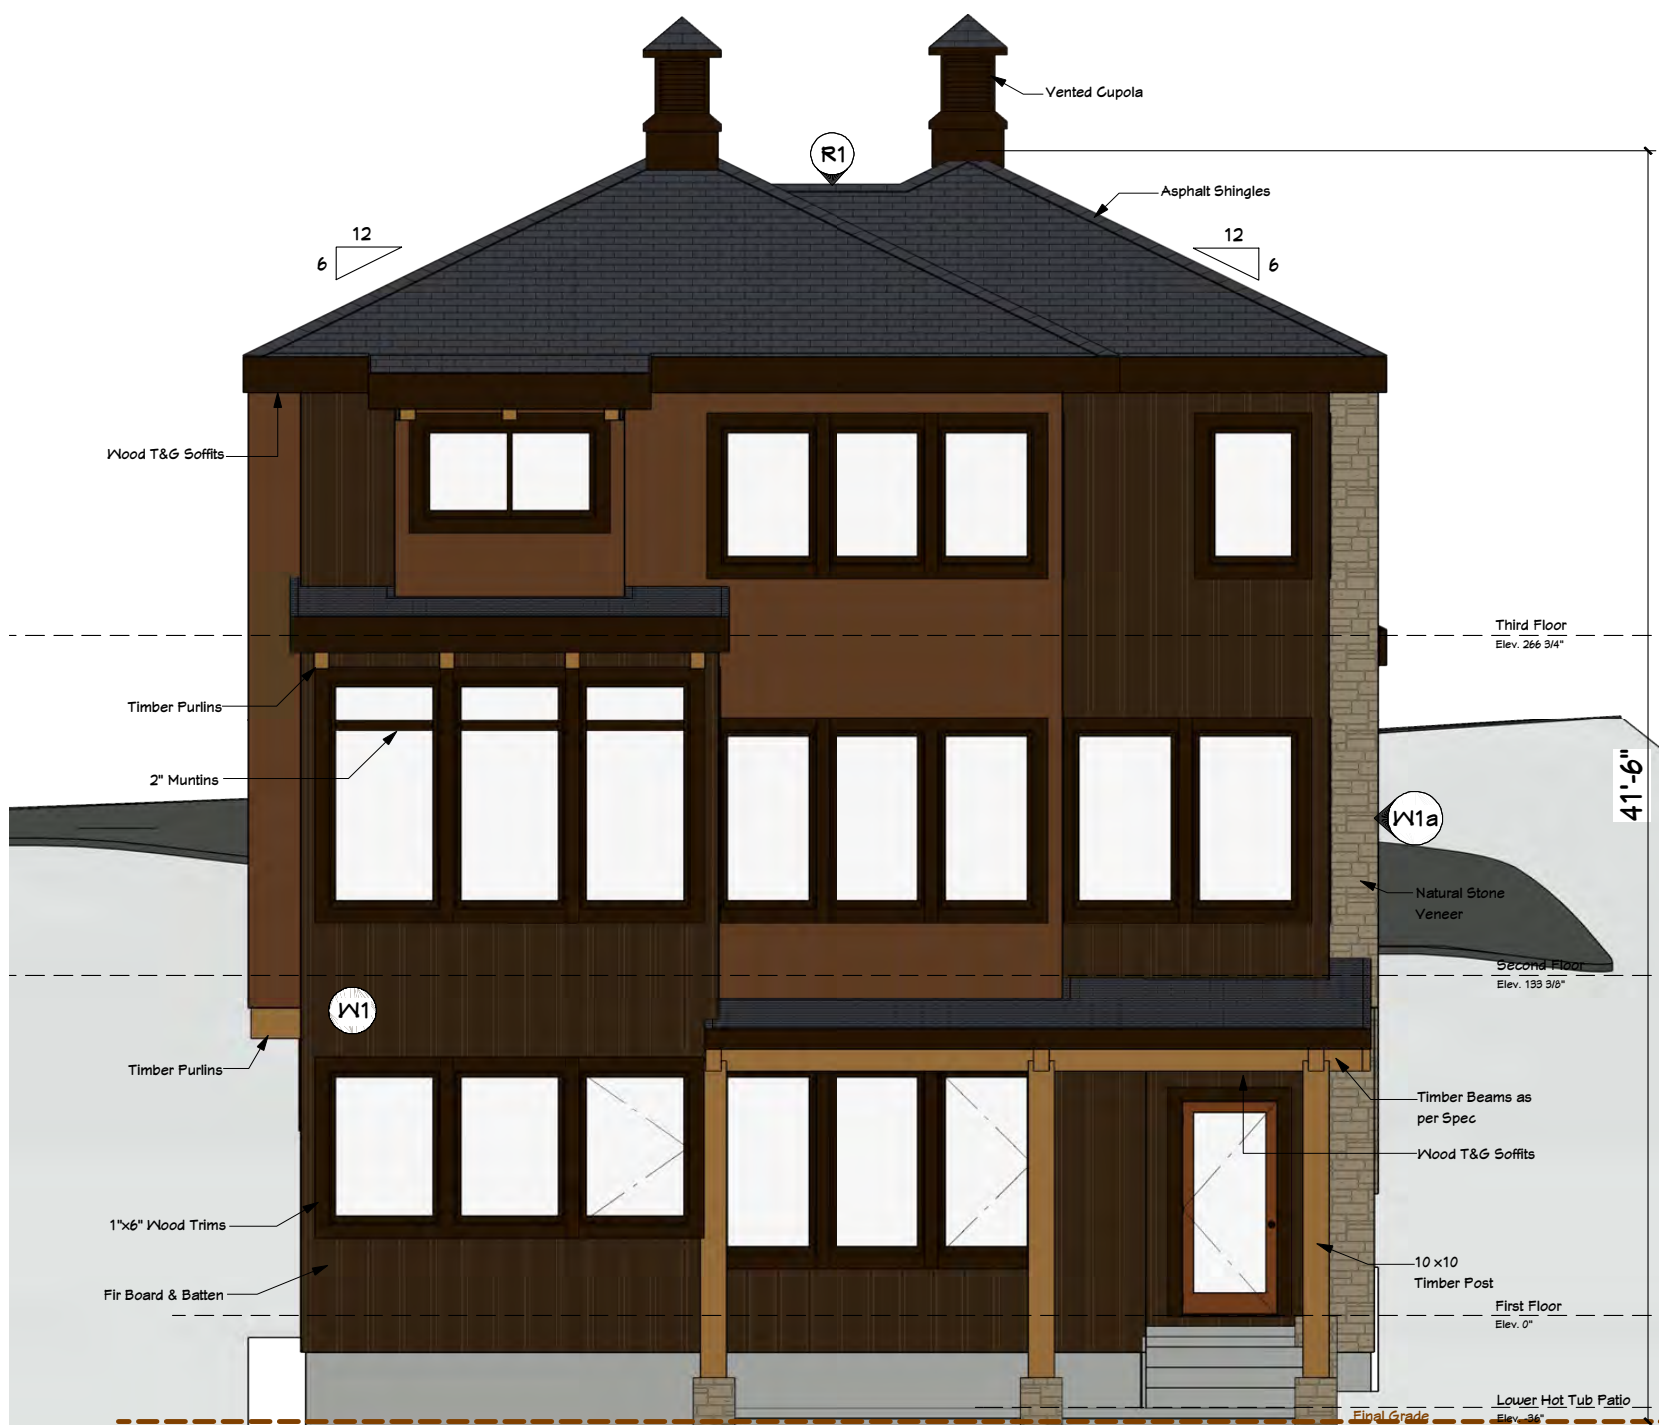 Vented Cupola
R1
Asphalt Shingles
12
6
12
6
Wood T&G Soffits
Third Floor
Elev. 266 3/4"
Timber Purlins
2" Muntins
41'-6"
W1a
Natural Stone
Veneer
Second Floor
Elev. 133 3/8"
W1
Timber Purlins
Timber Beams as
per Spec
Wood T&G Soffits
1"x6" Wood Trims
10 x10
Timber Post
Fir Board & Batten
First Floor
Elev. 0"
Lower Hot Tub Patio
Final Grade
Elev. -36"